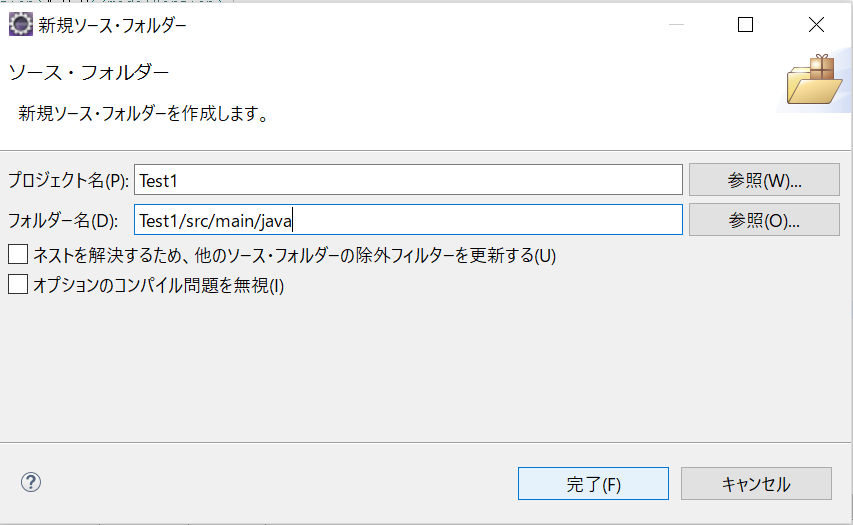 新規ソース・フォルダー
ソース・フォルダー
新規ソース・フォルダーを作成します。
プロジェクト名(P): Test1 参照(W)...
フォルダー名(D): Test1/src/main/java 参照(O)...
ネストを解決するため、他のソース・フォルダーの除外フィルターを更新する(U)
オプションのコンパイル問題を無視(I)
完了(F) キャンセル